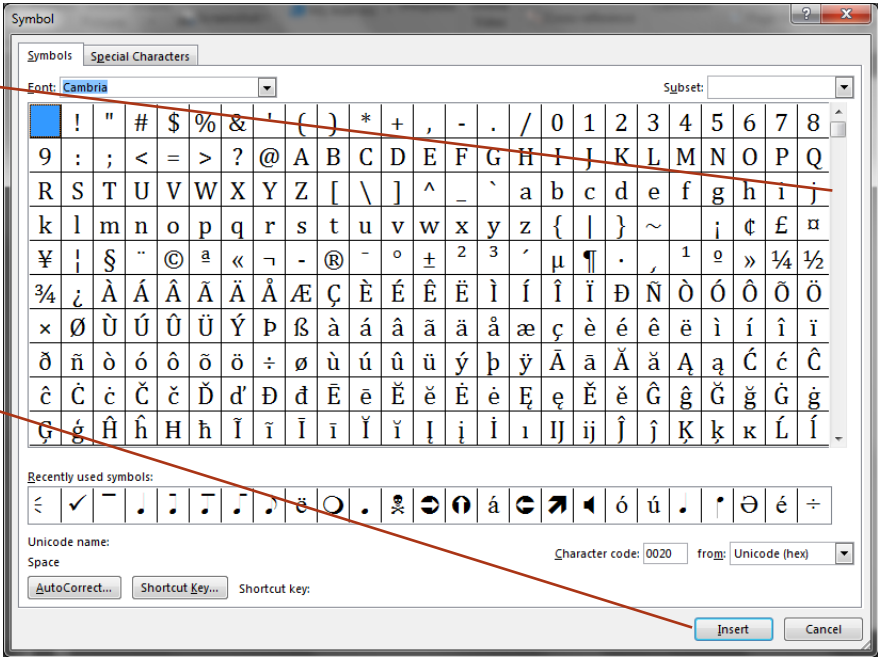 Symbol
Symbols Special Characters
Font: Cambria Subset:
! " # $ % & ' ( ) * + , - . / 0 1 2 3 4 5 6 7 8
9 : ; < = > ? @ A B C D E F G H I J K L M N O P Q
R S T U V W X Y Z [ \ ] ^ _ ` a b c d e f g h i j
k l m n o p q r s t u v w x y z { | } ~ ¡ ¢ £ ¤
¥ ¦ § ¨ © ª « ¬ - ® ¯ ° ± ² ³ ´ µ ¶ · ¸ ¹ º » ¼ ½
¾ ¿ À Á Â Ã Ä Å Æ Ç È É Ê Ë Ì Í Î Ï Ð Ñ Ò Ó Ô Õ Ö
× Ø Ù Ú Û Ü Ý Þ ß à á â ã ä å æ ç è é ê ë ì í î ï
ð ñ ò ó ô õ ö ÷ ø ù ú û ü ý þ ÿ Ā ā Ă ă Ą ą Ć ć Ĉ
ĉ Ċ ċ Č č Ď ď Đ đ Ē ē Ĕ ĕ Ė ė Ę ę Ě ě Ĝ ĝ Ğ ğ Ġ ġ
Ģ ģ Ĥ ĥ Ħ ħ Ĩ ĩ Ī ī Ĭ ĭ Į į İ ı Ĳ ĳ Ĵ ĵ Ķ ķ ĸ Ĺ Í
Recently used symbols:
✓ ë . á ó ú Ə é ÷
Unicode name:
Space
Character code: 0020 from: Unicode (hex)
AutoCorrect... Shortcut Key... Shortcut key:
Insert Cancel